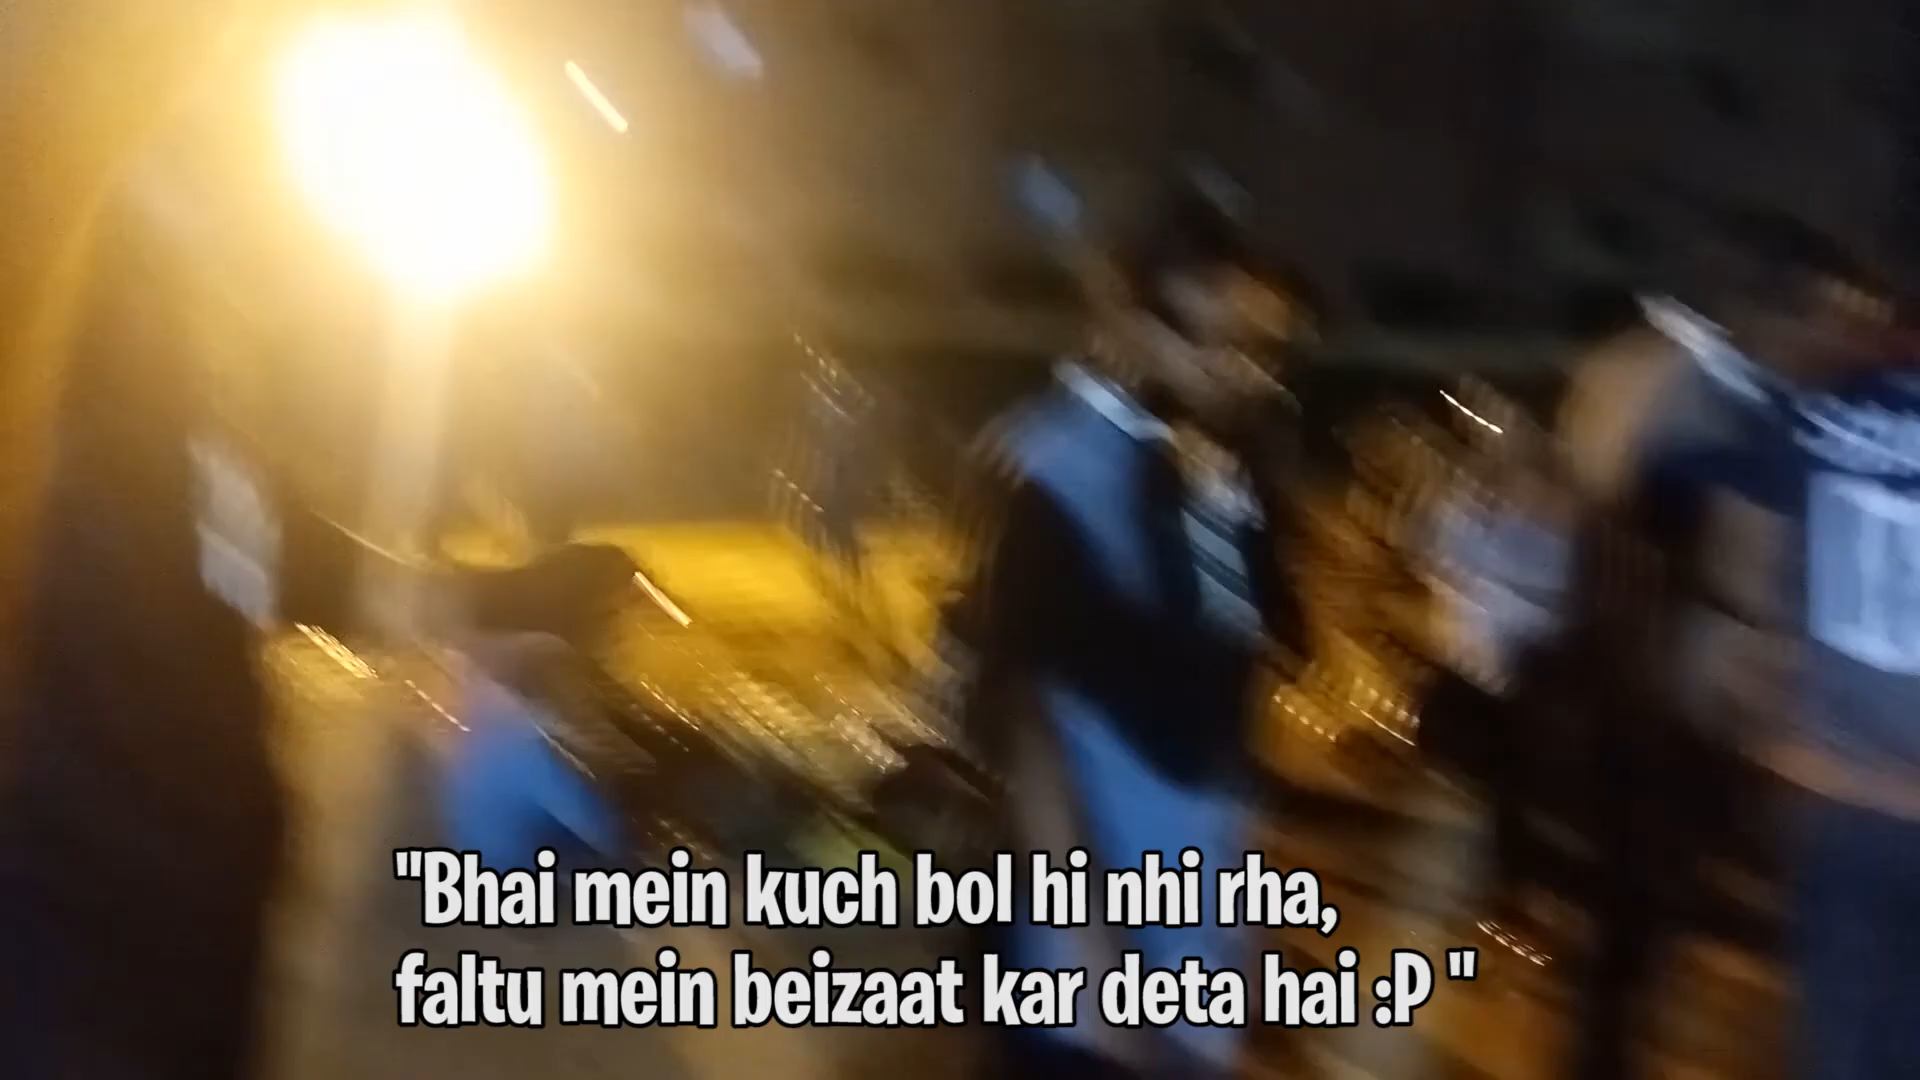 "Bhai mein kuch bol hi nhi rha,
faltu mein beizaat kar deta hai :P "